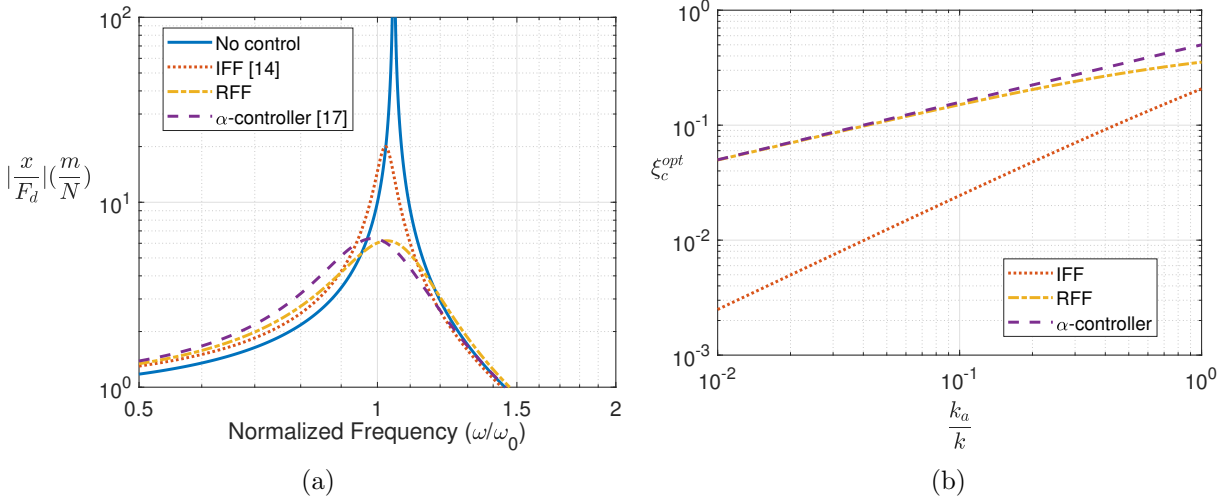 10^2
10^1
10^0
|x/F_d|(m/N)
No control
IFF [14]
RFF
α-controller [17]
0.5
1
1.5
2
Normalized Frequency (ω/ω_0)
(a)
10^0
10^-1
10^-2
10^-3
ξ_c^opt
IFF
RFF
α-controller
10^-2
10^-1
10^0
k_a/k
(b)